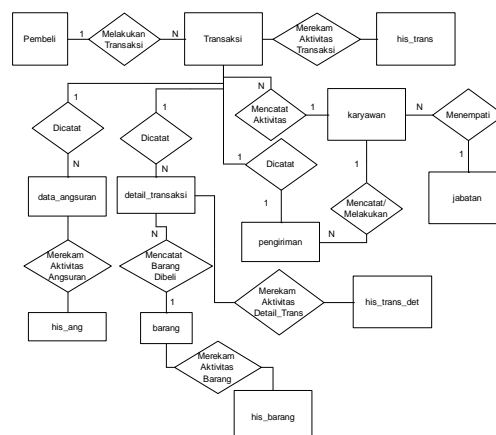 Pembeli
1
Melakukan
Transaksi
N
Transaksi
Merekam
Aktivitas
Transaksi
his_trans
1
1
1
N
Mencatat
Aktivitas
1
karyawan
N
Menempati
Dicatat
Dicatat
1
Dicatat
1
1
N
N
Mencatat/
Melakukan
jabatan
data_angsuran
detail_transaksi
1
pengiriman
N
N
Merekam
Aktivitas
Angsuran
Mencatat
Barang
Dibeli
Merekam
Aktivitas
Detail_Trans
his_trans_det
1
his_ang
barang
Merekam
Aktivitas
Barang
his_barang